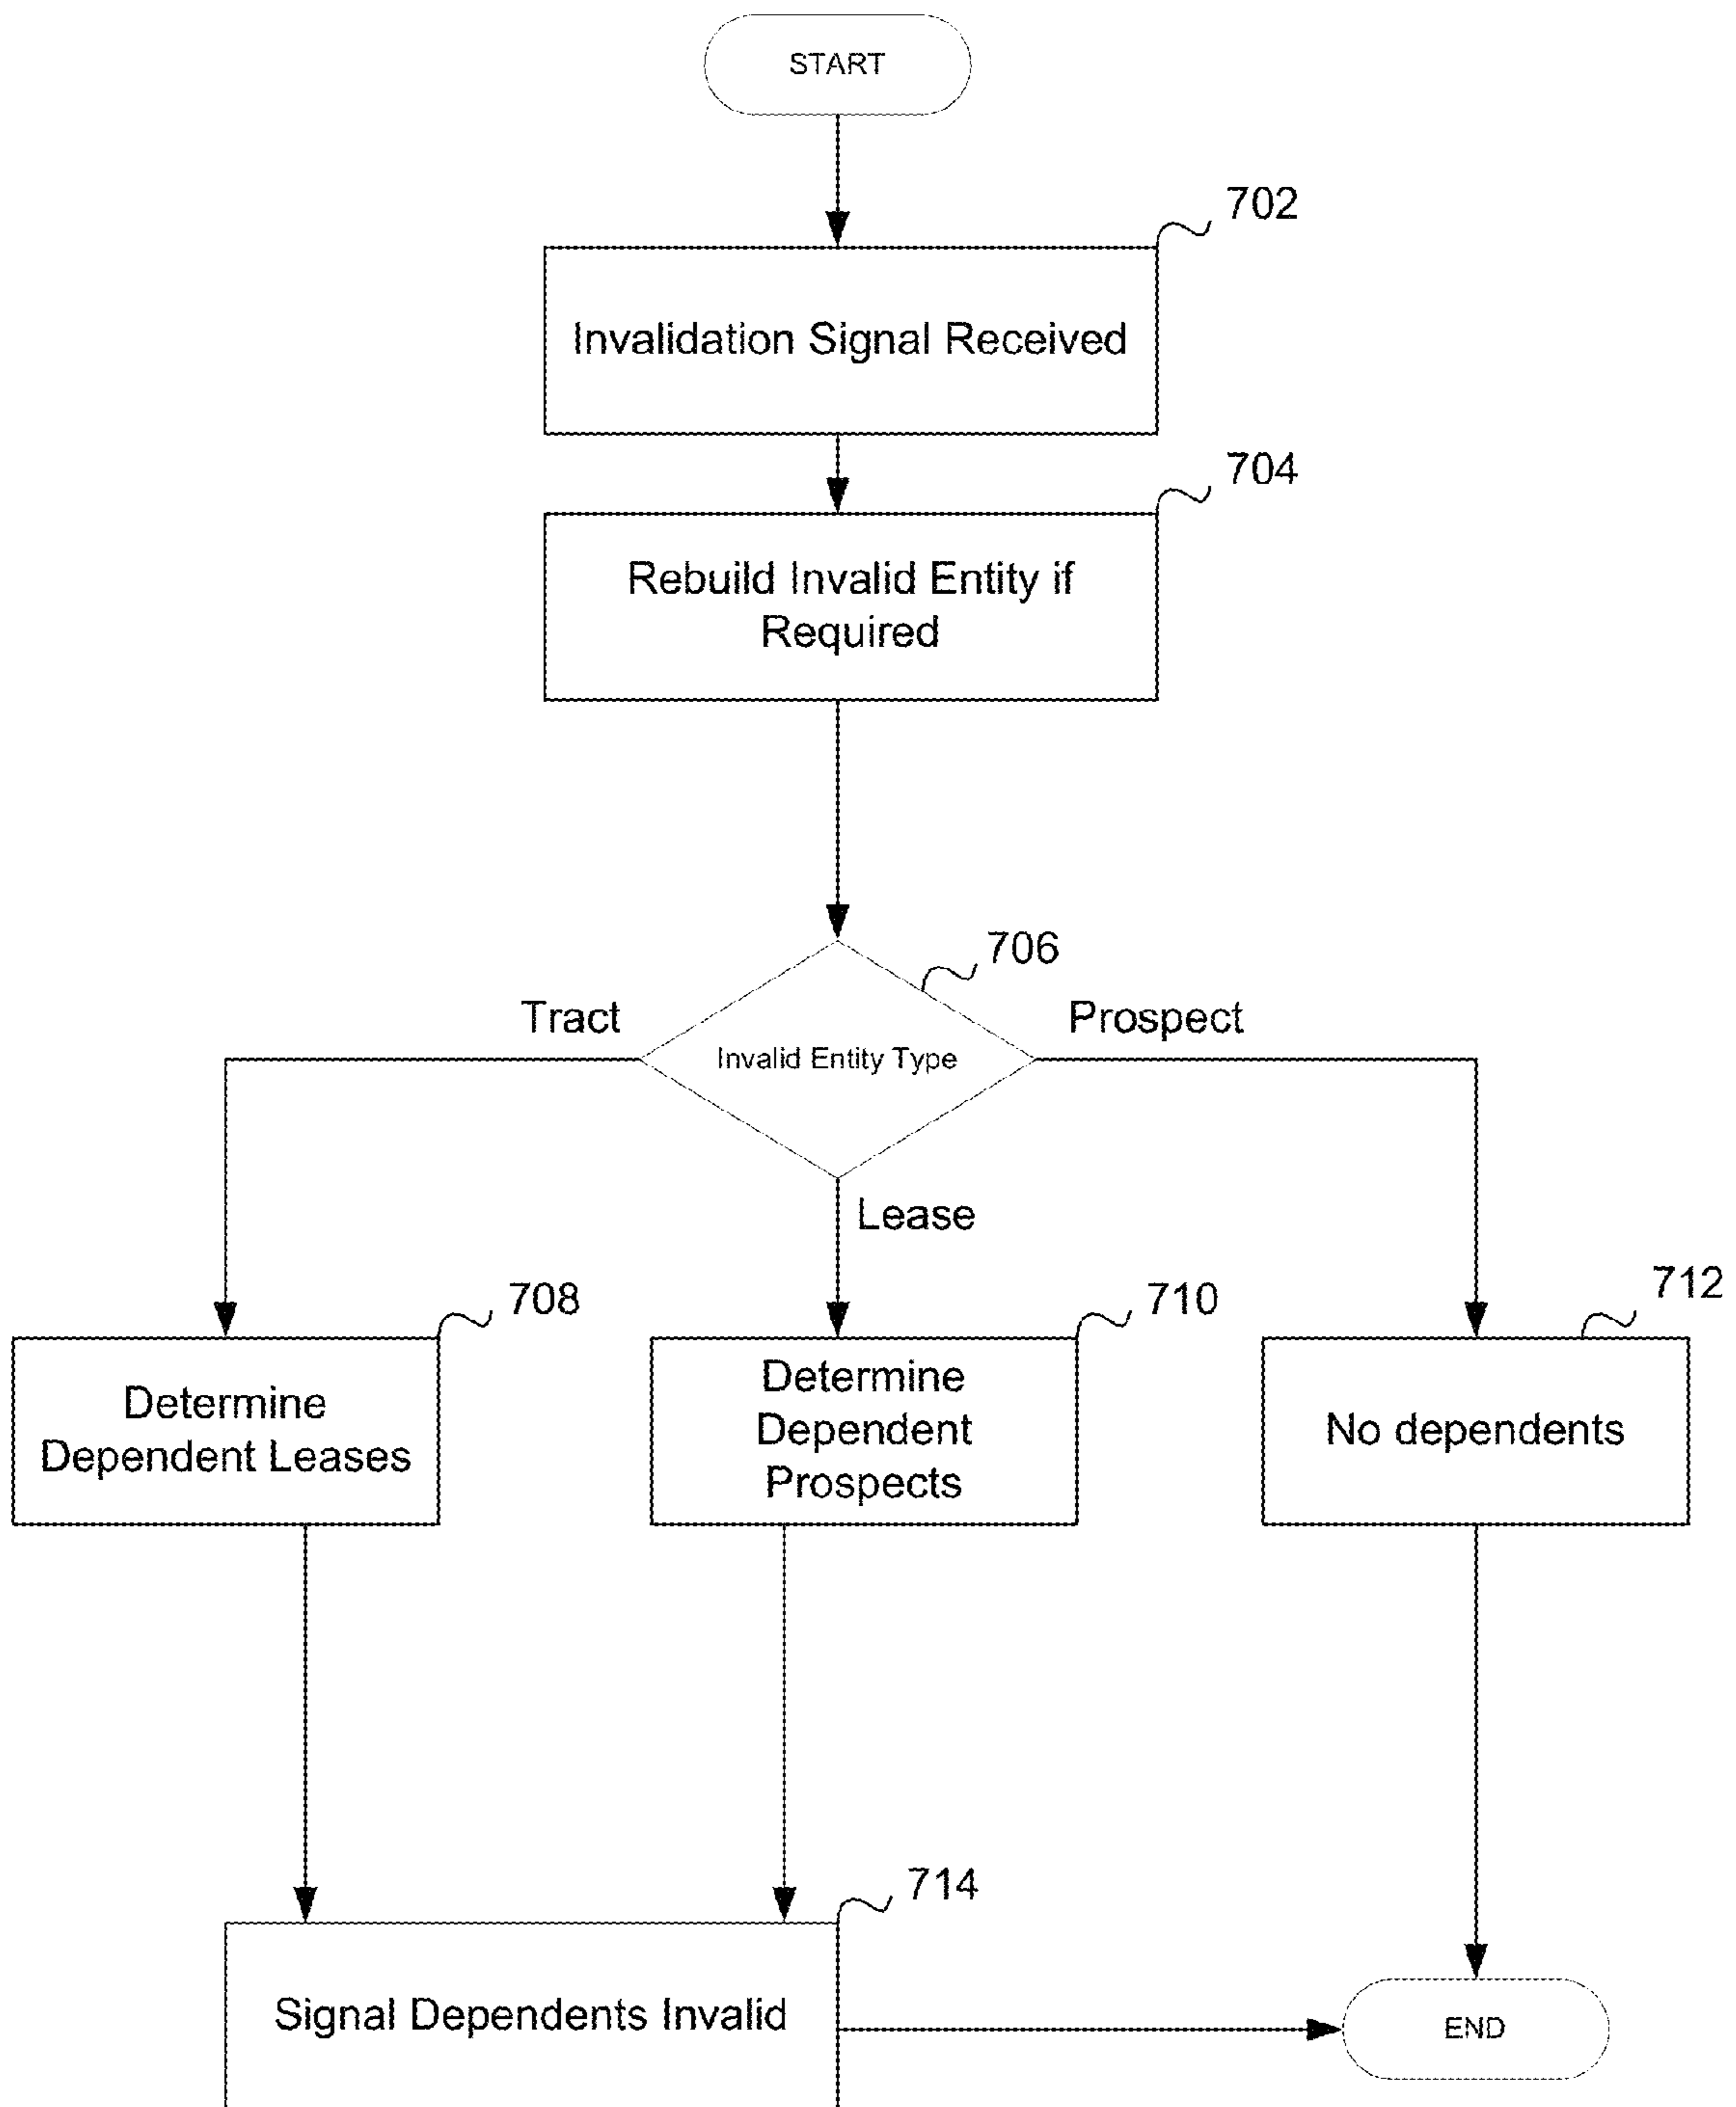 START
702
Invalidation Signal Received
704
Rebuild Invalid Entity if
Required
706
Tract
Prospect
Invalid Entity Type
Lease
708
710
712
Determine
Dependent Leases
Determine
Dependent
Prospects
No dependents
714
Signal Dependents Invalid
END